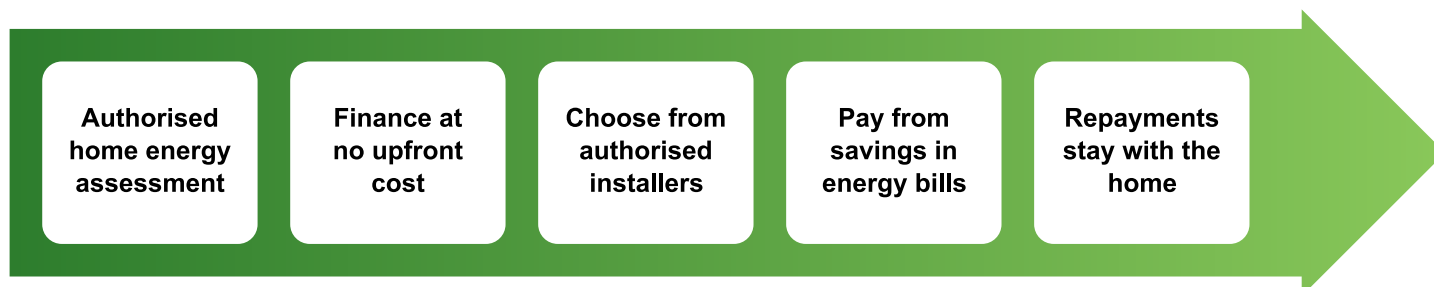 Authorised
home energy
assessment
Finance at
no upfront
cost
Choose from
authorised
installers
Pay from
savings in
energy bills
Repayments
stay with the
home